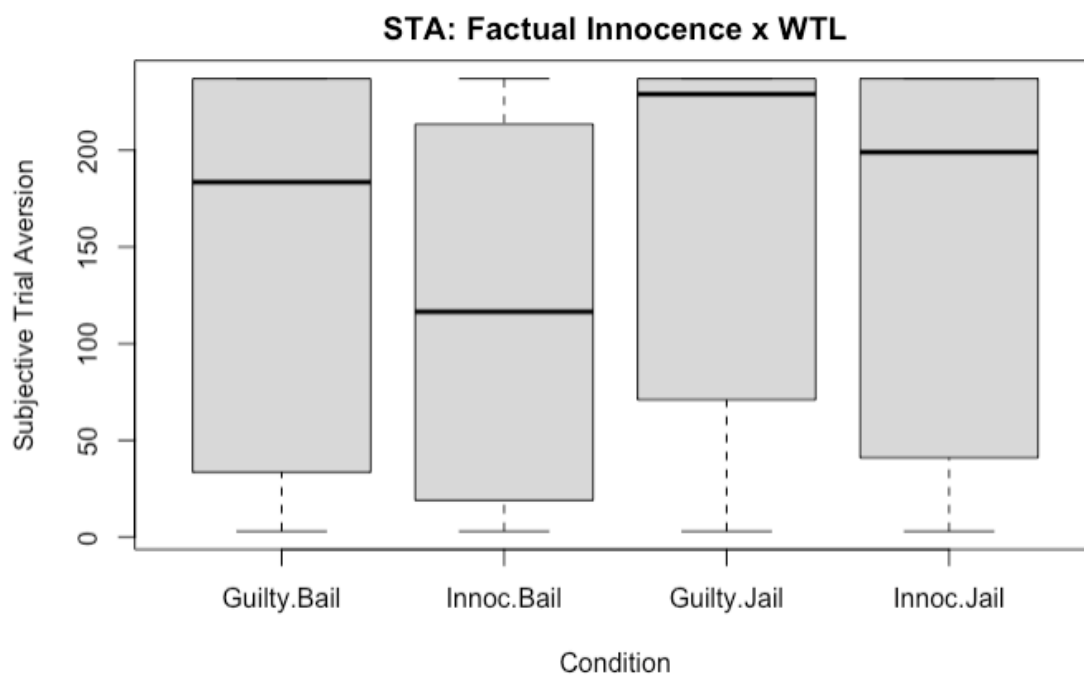 STA: Factual Innocence x WTL
Subjective Trial Aversion
200
150
100
50
0
Guilty.Bail Innoc.Bail Guilty.Jail Innoc.Jail
Condition